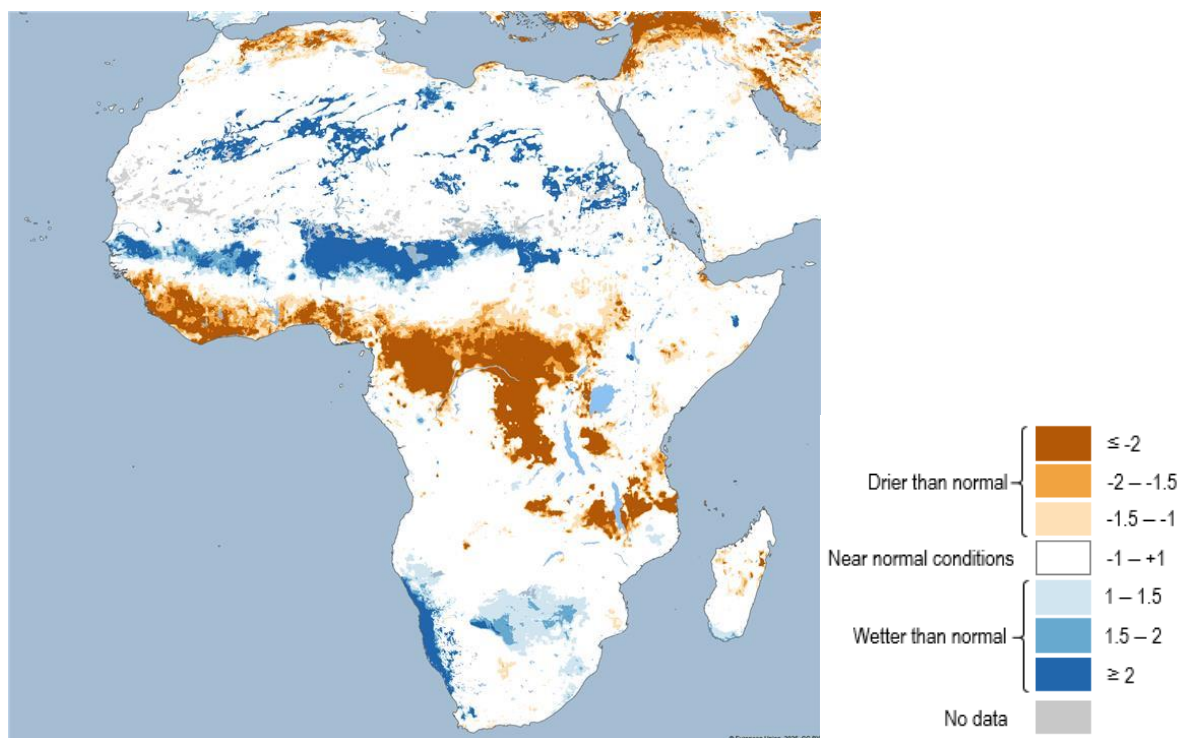 Drier than normal
≤ -2
-2 – -1.5
-1.5 – -1
Near normal conditions
-1 – +1
Wetter than normal
1 – 1.5
1.5 – 2
≥ 2
No data